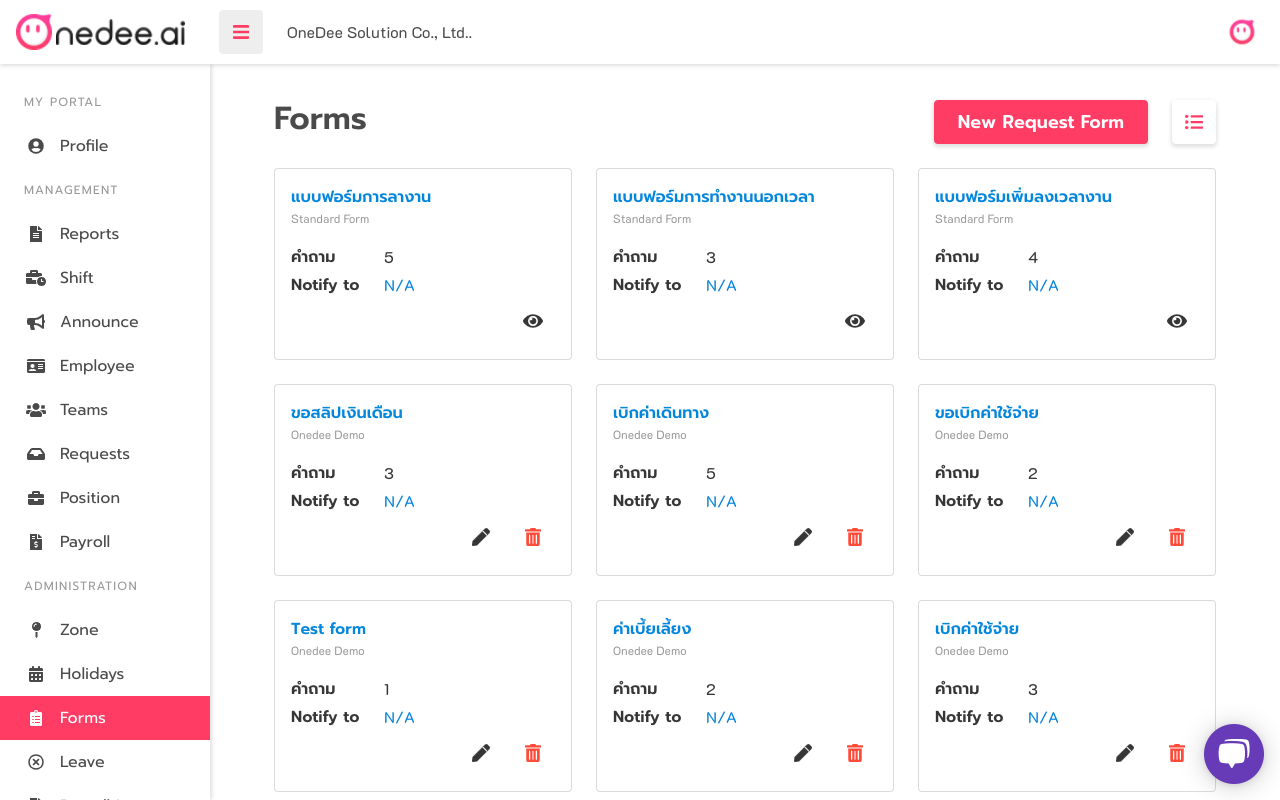 Onedee.ai
OneDee Solution Co., Ltd..
MY PORTAL
Profile
MANAGEMENT
Reports
Shift
Announce
Employee
Teams
Requests
Position
Payroll
ADMINISTRATION
Zone
Holidays
Forms
Leave
Forms
New Request Form
แบบฟอร์มการลางาน
Standard Form
คำถาม 5
Notify to N/A
แบบฟอร์มการทำงานนอกเวลา
Standard Form
คำถาม 3
Notify to N/A
แบบฟอร์มเพิ่มลงเวลางาน
Standard Form
คำถาม 4
Notify to N/A
ขอสลิปเงินเดือน
Onedee Demo
คำถาม 3
Notify to N/A
เบิกค่าเดินทาง
Onedee Demo
คำถาม 5
Notify to N/A
ขอเบิกค่าใช้จ่าย
Onedee Demo
คำถาม 2
Notify to N/A
Test form
Onedee Demo
คำถาม 1
Notify to N/A
ค่าเบี้ยเลี้ยง
Onedee Demo
คำถาม 2
Notify to N/A
เบิกค่าใช้จ่าย
Onedee Demo
คำถาม 3
Notify to N/A